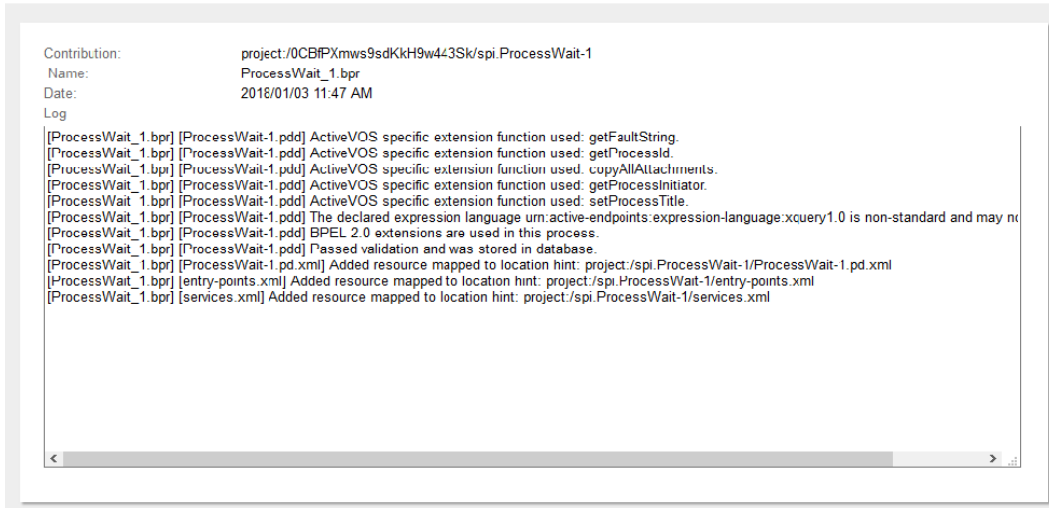 Contribution: project:/0CBfPXmws9sdKkH9w443Sk/spi.ProcessWait-1
Name: ProcessWait_1.bpr
Date: 2018/01/03 11:47 AM
Log
[ProcessWait_1.bpr] [ProcessWait-1.pdd] ActiveVOS specific extension function used: getFaultString.
[ProcessWait_1.bpr] [ProcessWait-1.pdd] ActiveVOS specific extension function used: getProcessId.
[ProcessWait_1.bpr] [ProcessWait-1.pdd] ActiveVOS specific extension function used: copyAllAttachments.
[ProcessWait_1.bpr] [ProcessWait-1.pdd] ActiveVOS specific extension function used: getProcessInitiator.
[ProcessWait_1.bpr] [ProcessWait-1.pdd] ActiveVOS specific extension function used: setProcessTitle.
[ProcessWait_1.bpr] [ProcessWait-1.pdd] The declared expression language urn:active-endpoints:expression-language:xquery1.0 is non-standard and may
[ProcessWait_1.bpr] [ProcessWait-1.pdd] BPEL 2.0 extensions are used in this process.
[ProcessWait_1.bpr] [ProcessWait-1.pdd] Passed validation and was stored in database.
[ProcessWait_1.bpr] [ProcessWait-1.pd.xml] Added resource mapped to location hint: project:/spi.ProcessWait-1/ProcessWait-1.pd.xml
[ProcessWait_1.bpr] [entry-points.xml] Added resource mapped to location hint: project:/spi.ProcessWait-1/entry-points.xml
[ProcessWait_1.bpr] [services.xml] Added resource mapped to location hint: project:/spi.ProcessWait-1/services.xml